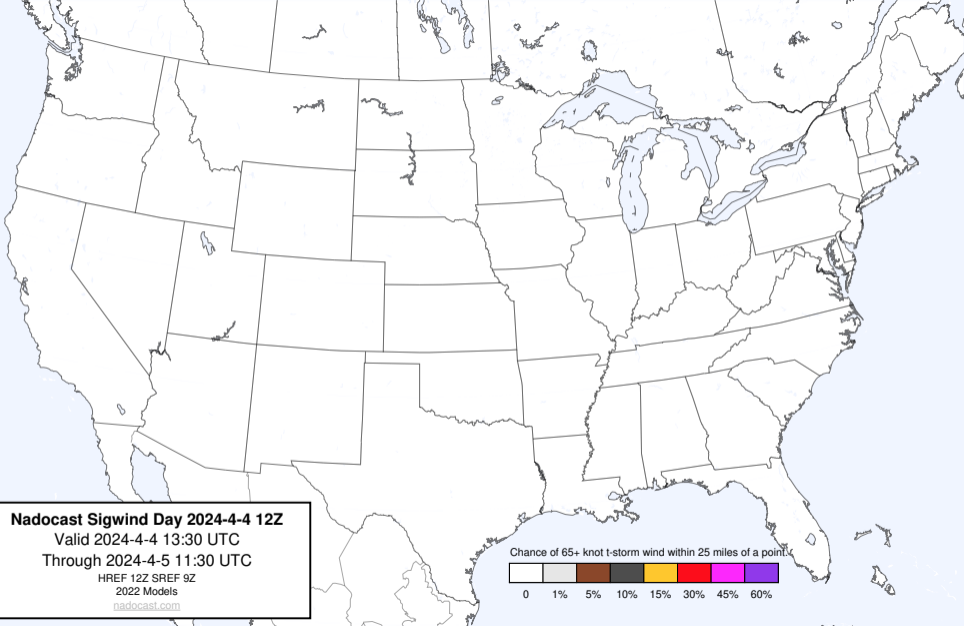 Nadocast Sigwind Day 2024-4-4 12Z
Valid 2024-4-4 13:30 UTC
Through 2024-4-5 11:30 UTC
HREF 12Z SREF 9Z
2022 Models
nadocast.com
Chance of 65+ knot t-storm wind within 25 miles of a point.
0 1% 5% 10% 15% 30% 45% 60%